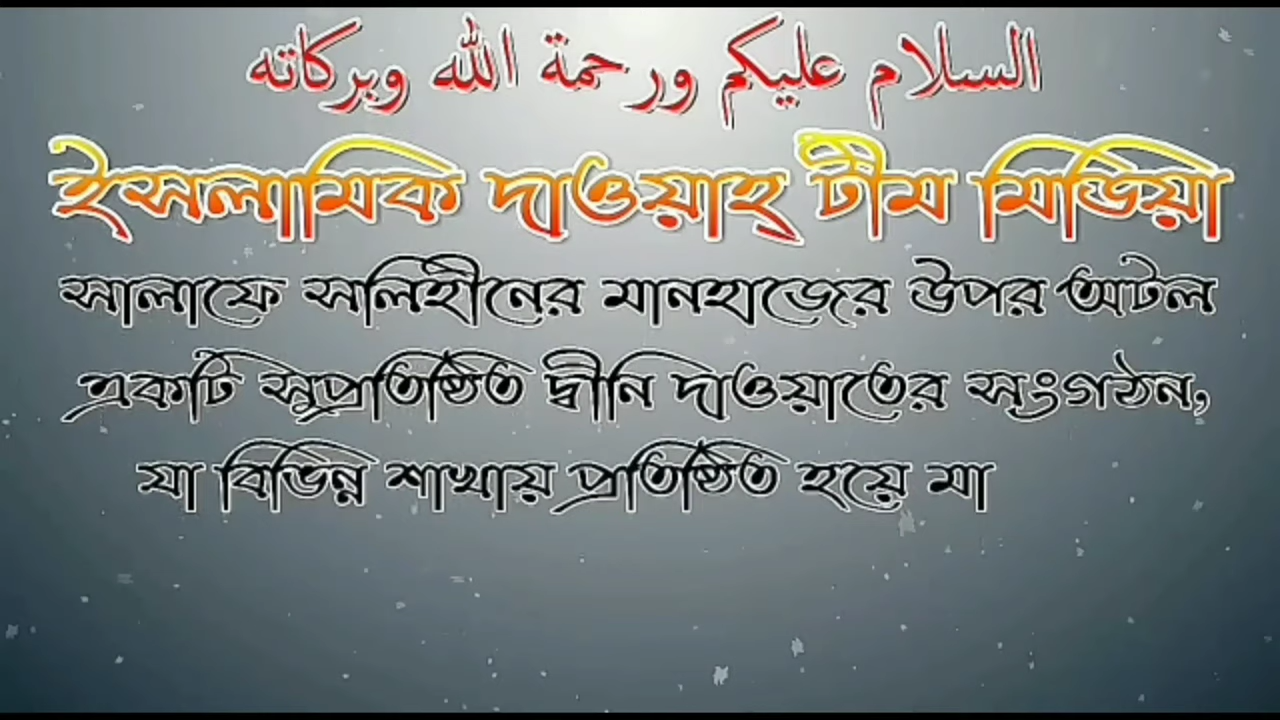 السلام عليكم ورحمة الله وبركاته
ইসলামিক দাওয়াহ্ টীম মিডিয়া
সালাফে সলিহীনের মানহাজের উপর অটল
একটি সুপ্রতিষ্ঠিত দ্বীনি দাওয়াতের সংগঠন,
যা বিভিন্ন শাখায় প্রতিষ্ঠিত হয়ে মা